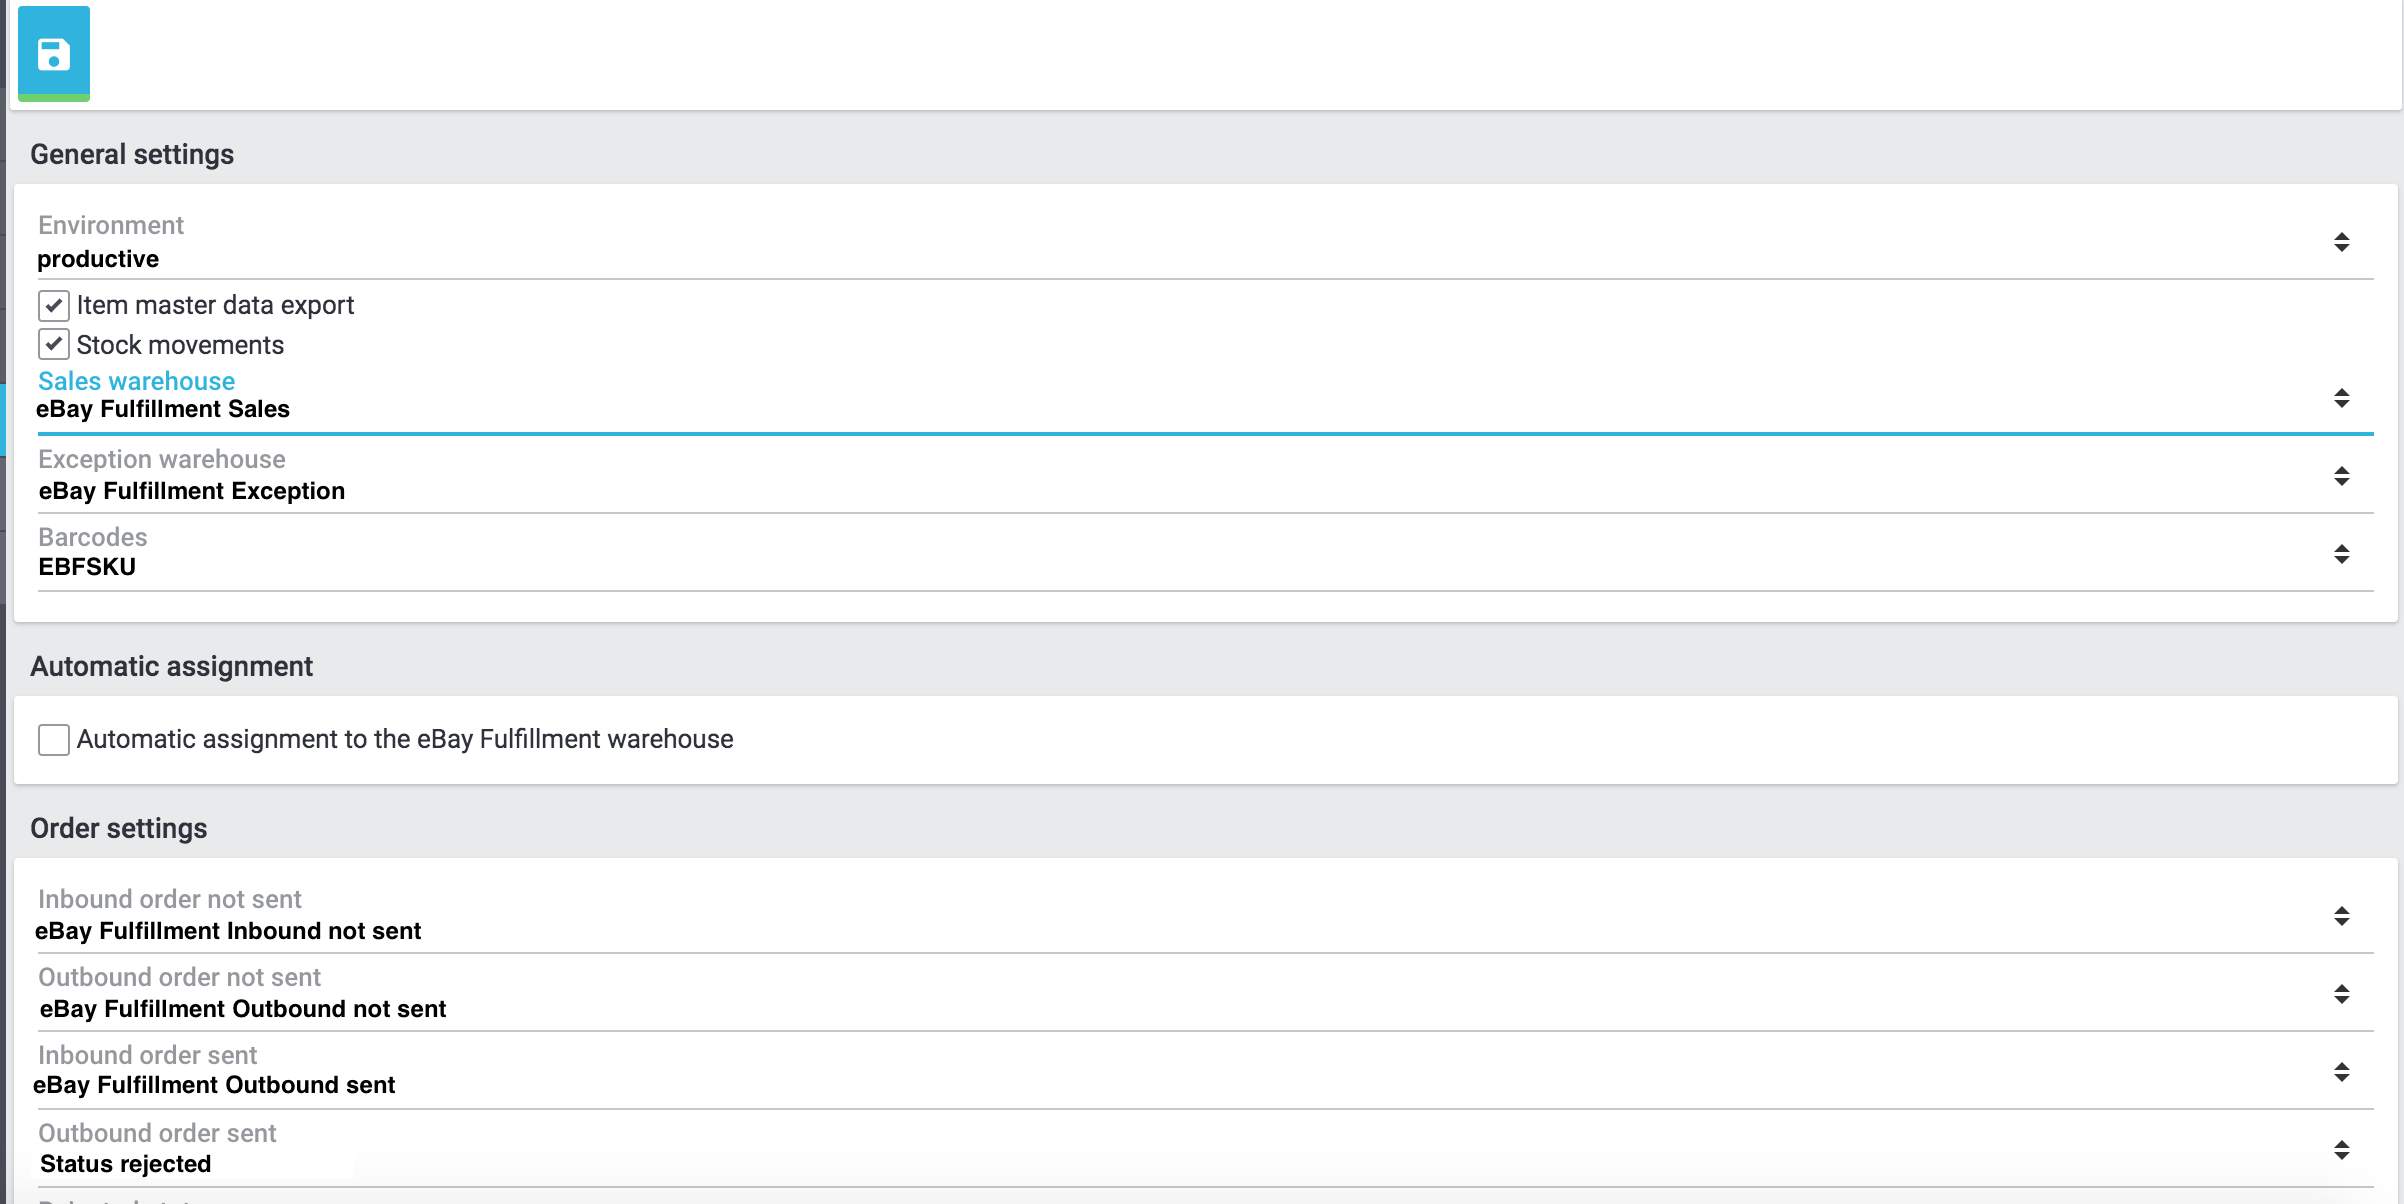 General settings
Environment
productive
Item master data export
Stock movements
Sales warehouse
eBay Fulfillment Sales
Exception warehouse
eBay Fulfillment Exception
Barcodes
EBFSKU
Automatic assignment
Automatic assignment to the eBay Fulfillment warehouse
Order settings
Inbound order not sent
eBay Fulfillment Inbound not sent
Outbound order not sent
eBay Fulfillment Outbound not sent
Inbound order sent
eBay Fulfillment Outbound sent
Outbound order sent
Status rejected